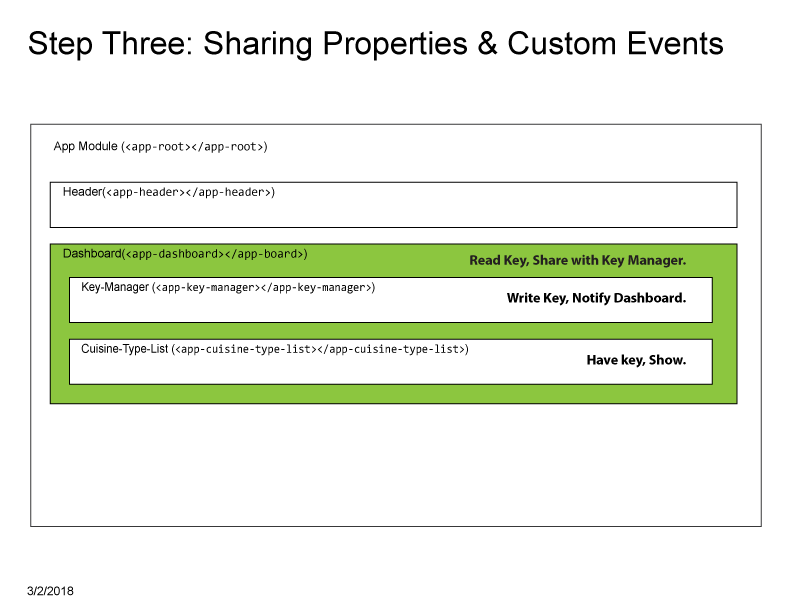 Step Three: Sharing Properties & Custom Events
App Module (<app-root></app-root>)
Header(<app-header></app-header>)
Dashboard(<app-dashboard></app-board>)
Read Key, Share with Key Manager.
Key-Manager (<app-key-manager></app-key-manager>)
Write Key, Notify Dashboard.
Cuisine-Type-List (<app-cuisine-type-list></app-cuisine-type-list>)
Have key, Show.
3/2/2018